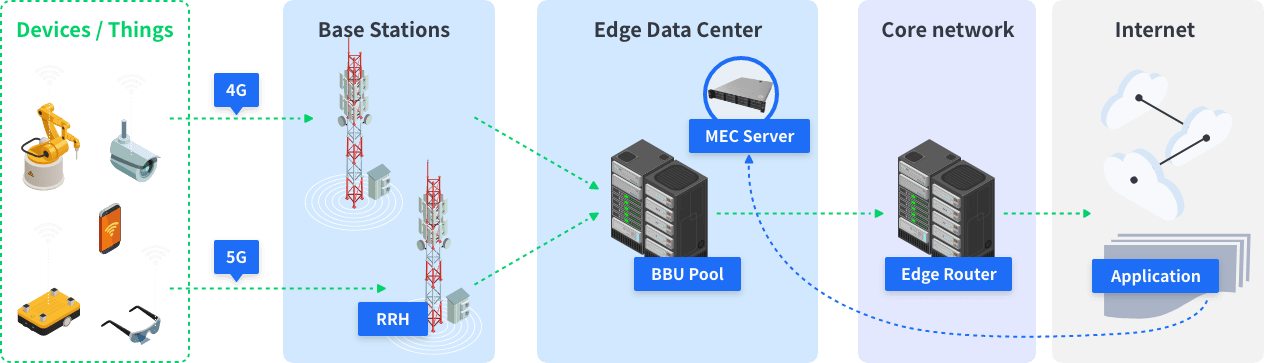 Devices / Things
Base Stations
Edge Data Center
Core network
Internet
4G
MEC Server
5G
BBU Pool
Edge Router
Application
RRH